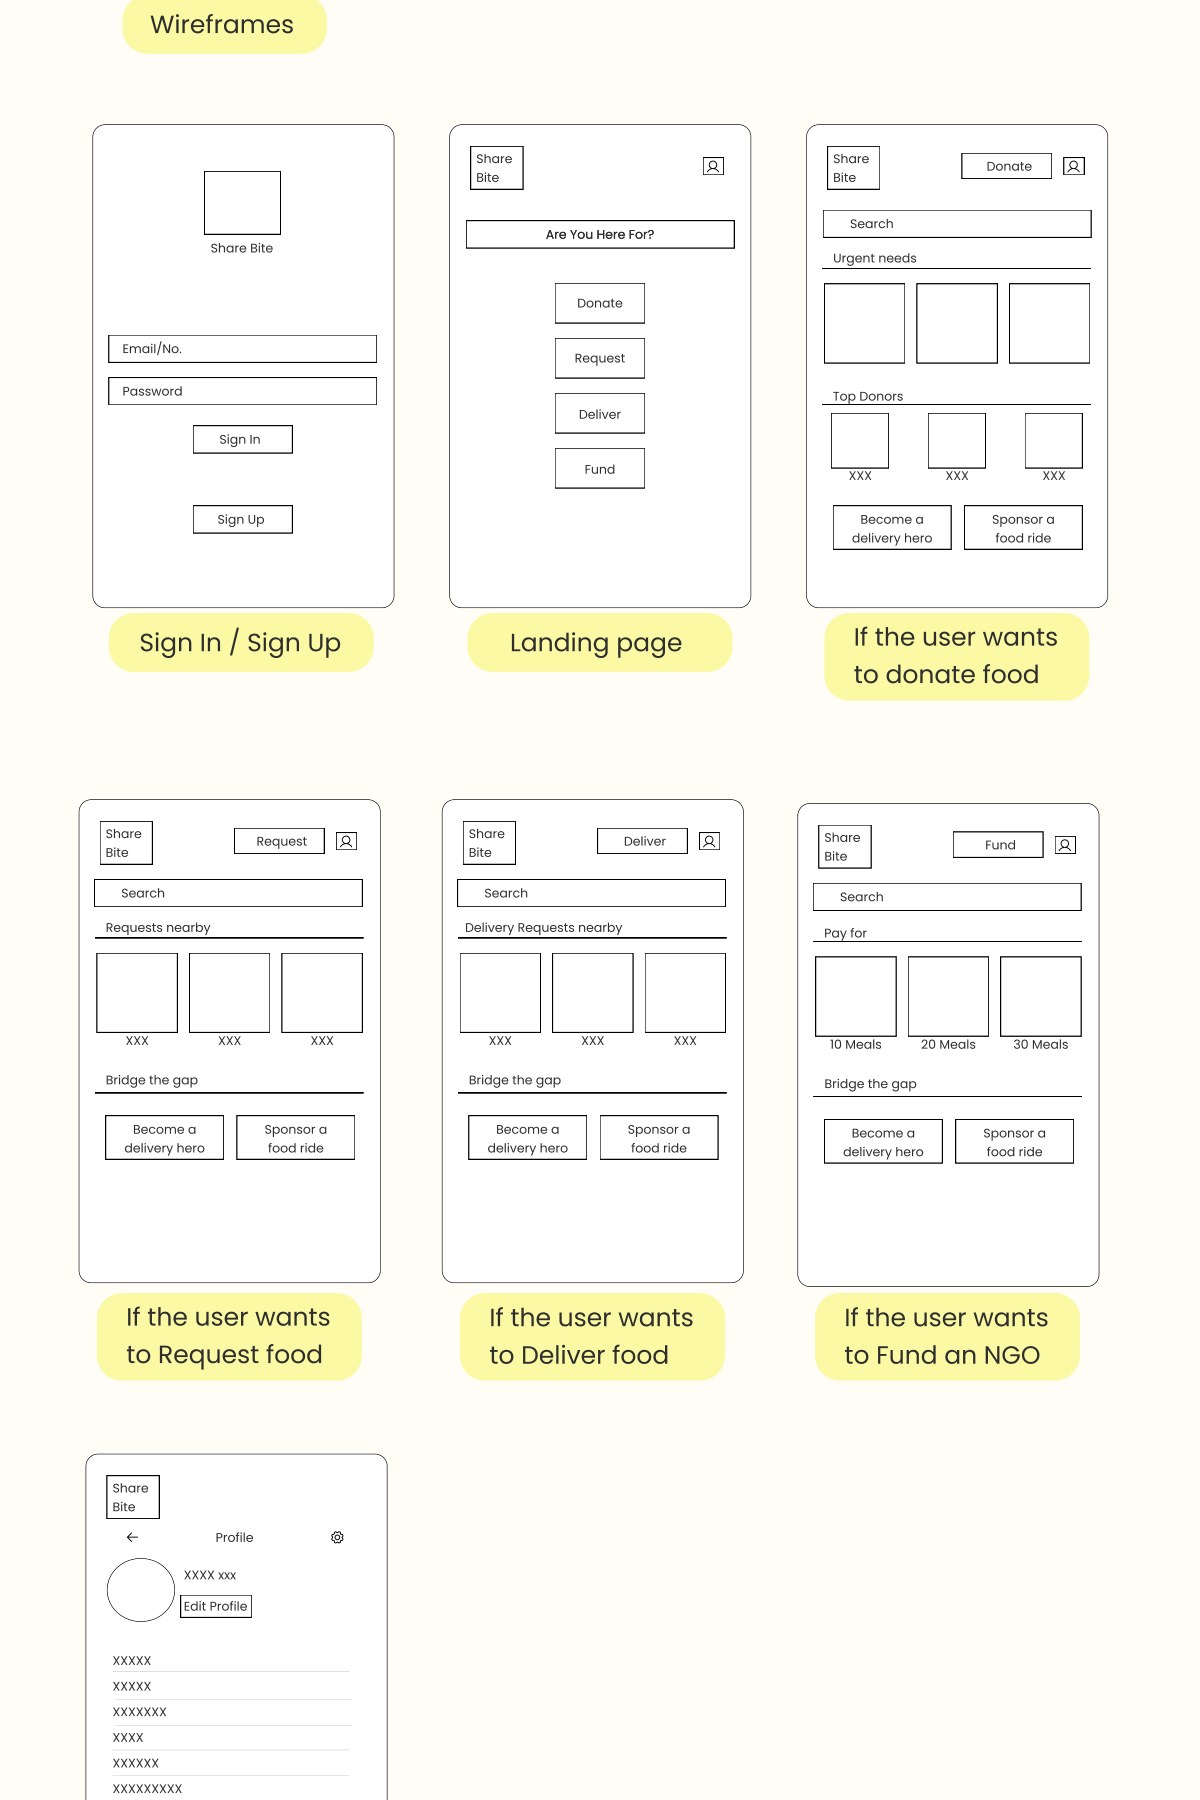 Wireframes
Share Bite
Email/No.
Password
Sign In
Sign Up
Sign In / Sign Up
Share
Bite
Are You Here For?
Donate
Request
Deliver
Fund
Landing page
Share
Bite
Donate
Search
Urgent needs
Top Donors
XXX XXX XXX
Become a
delivery hero
Sponsor a
food ride
If the user wants
to donate food
Share
Bite
Request
Search
Requests nearby
XXX XXX XXX
Bridge the gap
Become a
delivery hero
Sponsor a
food ride
If the user wants
to Request food
Share
Bite
Deliver
Search
Delivery Requests nearby
XXX XXX XXX
Bridge the gap
Become a
delivery hero
Sponsor a
food ride
If the user wants
to Deliver food
Share
Bite
Fund
Search
Pay for
10 Meals 20 Meals 30 Meals
Bridge the gap
Become a
delivery hero
Sponsor a
food ride
If the user wants
to Fund an NGO
Share
Bite
Profile
XXXX xxx
Edit Profile
XXXXX
XXXXX
XXXXXXX
XXXX
XXXXXX
XXXXXXXXX